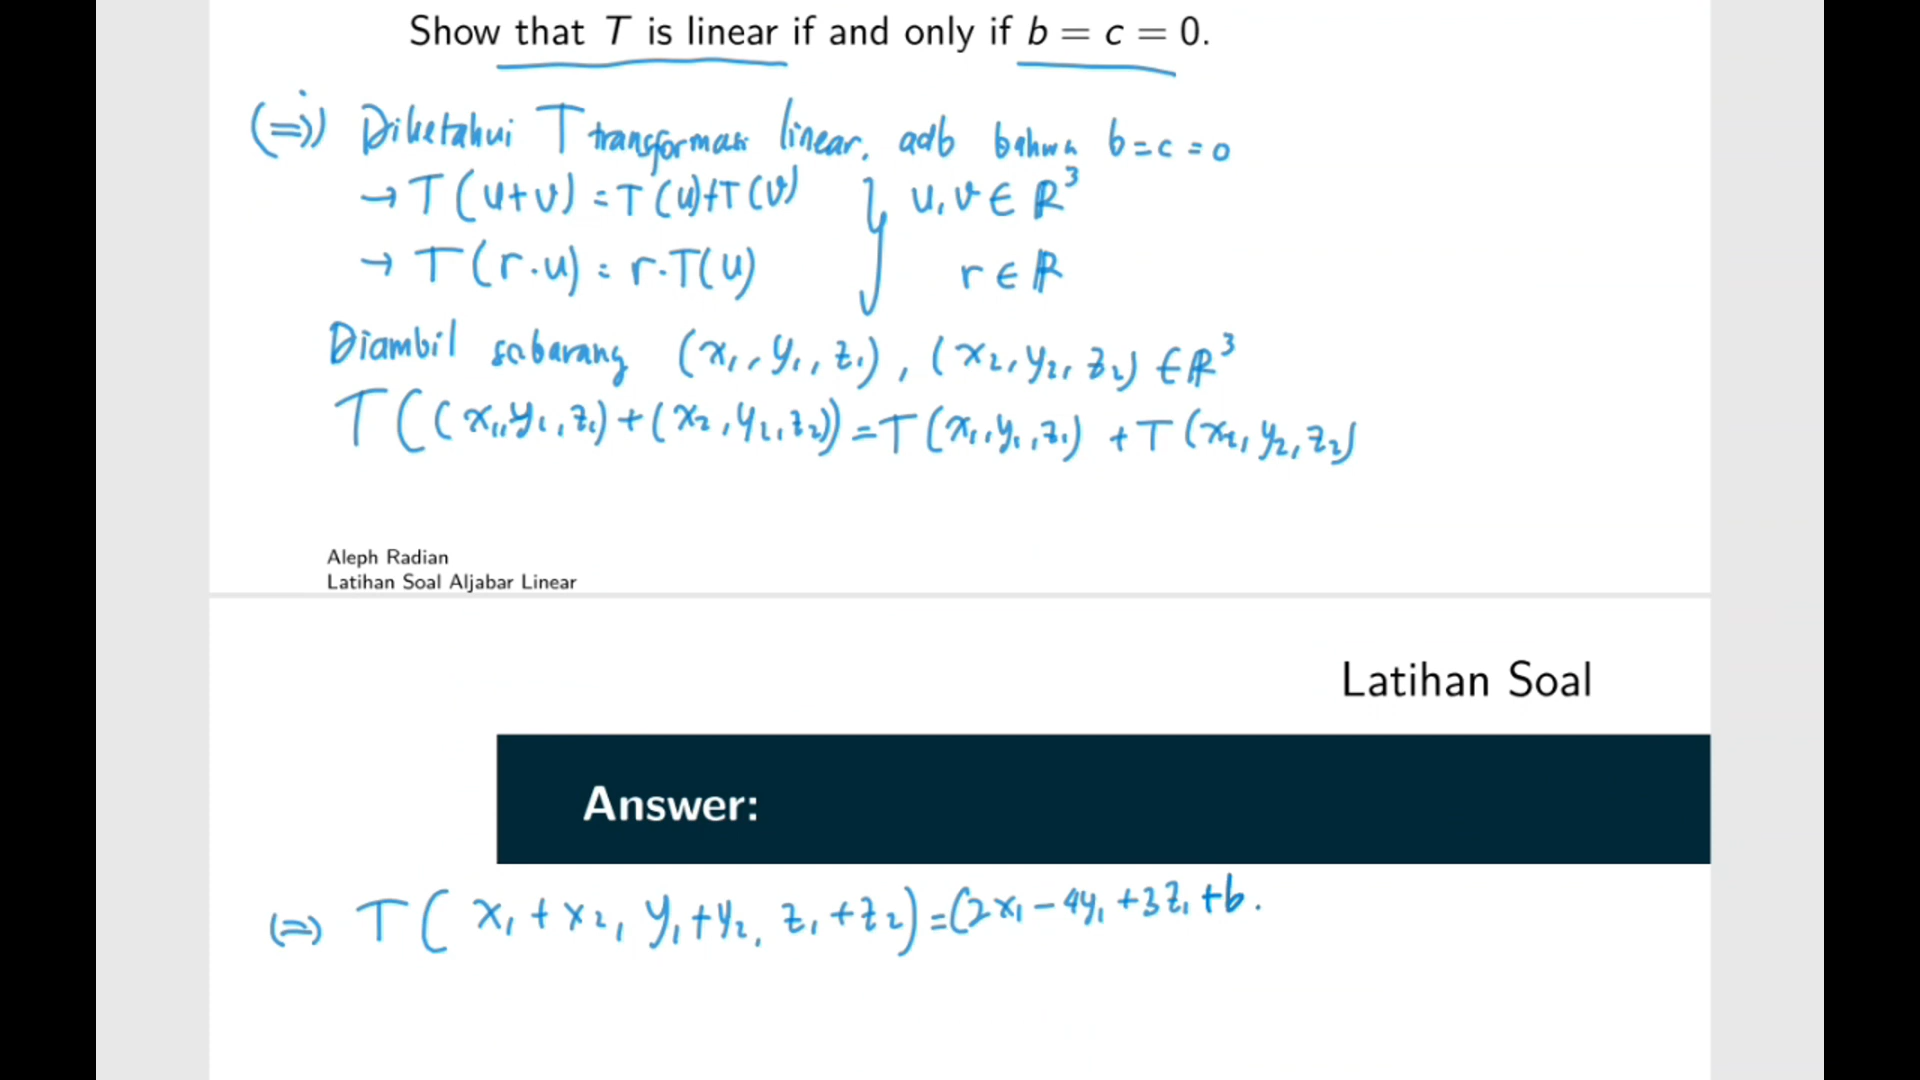 Show that T is linear if and only if b = c = 0.
(⇒) Diketahui T transformasi linear, adb bahwa b = c = 0
→ T(u+v) = T(u)+T(v) } u, v ∈ ℝ³
→ T(r·u) = r·T(u) r ∈ ℝ
Diambil sebarang (x₁, y₁, z₁), (x₂, y₂, z₂) ∈ ℝ³
T((x₁, y₁, z₁) + (x₂, y₂, z₂)) = T(x₁, y₁, z₁) + T(x₂, y₂, z₂)
Aleph Radian
Latihan Soal Aljabar Linear
Latihan Soal
Answer:
(⇒) T(x₁ + x₂, y₁ + y₂, z₁ + z₂) = (2x₁ - 4y₁ + 3z₁ + b.